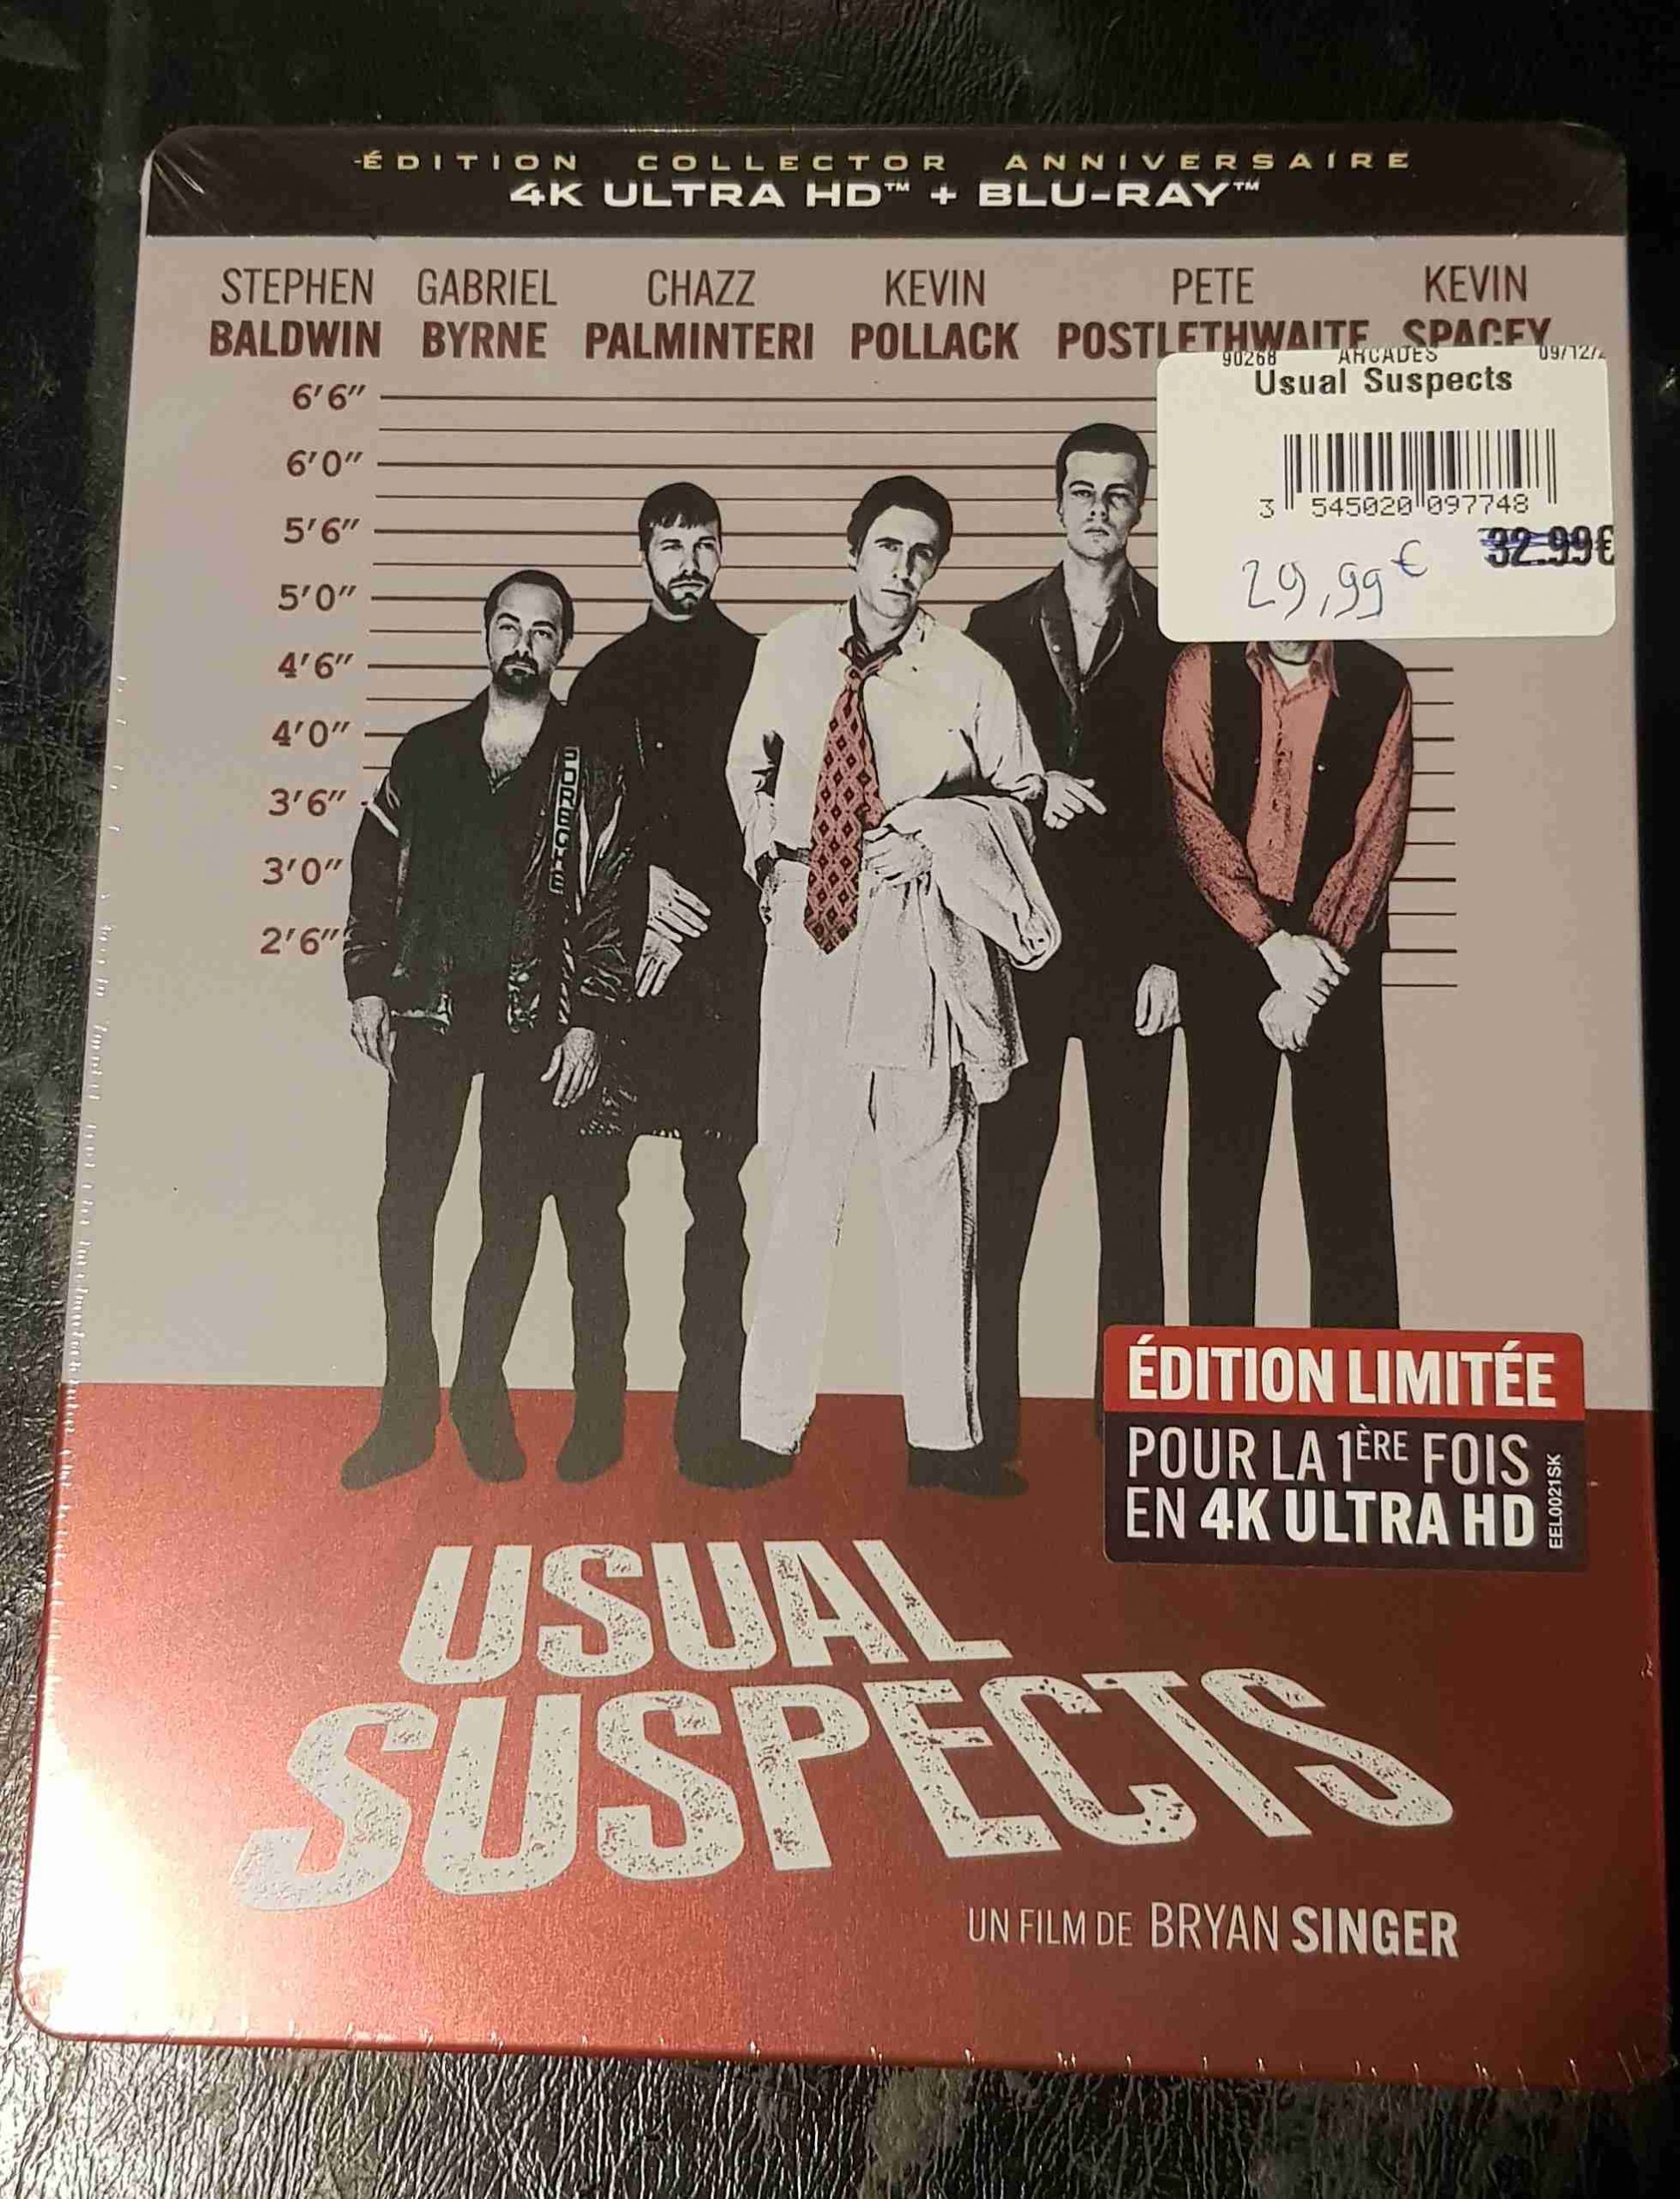 ÉDITION COLLECTOR ANNIVERSAIRE
4K ULTRA HD™ + BLU-RAY™
STEPHEN BALDWIN
GABRIEL BYRNE
CHAZZ PALMINTERI
KEVIN POLLACK
PETE POSTLETHWAITE
KEVIN SPACEY
90268 ARCADES 09/12/2
Usual Suspects
3 545020 097748
32.99€
29,99€
6'6"
6'0"
5'6"
5'0"
4'6"
4'0"
3'6"
3'0"
2'6"
ÉDITION LIMITÉE
POUR LA 1ÈRE FOIS
EN 4K ULTRA HD
EEL0021SK
USUAL
SUSPECTS
UN FILM DE BRYAN SINGER